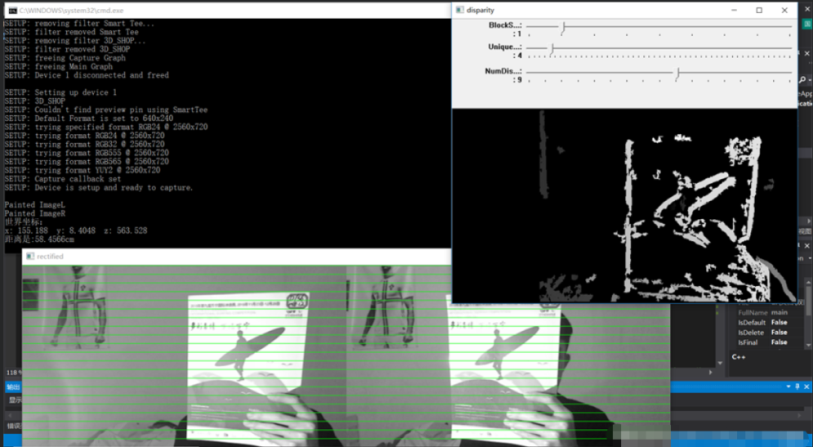 C:\WINDOWS\system32\cmd.exe
SETUP: removing filter Smart Tee...
SETUP: filter removed Smart Tee
SETUP: removing filter 3D_SHOP...
SETUP: filter removed 3D_SHOP
SETUP: freeing Capture Graph
SETUP: freeing Main Graph
SETUP: Device 1 disconnected and freed
SETUP: Setting up device 1
SETUP: 3D_SHOP
SETUP: Couldn't find preview pin using SmartTee
SETUP: Default Format is set to 640x240
SETUP: trying specified format RGB24 @ 2560x720
SETUP: trying format RGB24 @ 2560x720
SETUP: trying format RGB32 @ 2560x720
SETUP: trying format RGB555 @ 2560x720
SETUP: trying format RGB565 @ 2560x720
SETUP: trying format YUY2 @ 2560x720
SETUP: Capture callback set
SETUP: Device is setup and ready to capture.
Painted ImageL
Painted ImageR
世界坐标:
x: 155.188 y: 8.4048 z: 563.528
距离是:58.4566cm
disparity
BlockS...:
: 1
Unique...:
: 4
NumDis...:
: 9
rectified
FullName main
IsDefault False
IsDelete False
IsFinal False
C++
118 %
输出
显示
错误